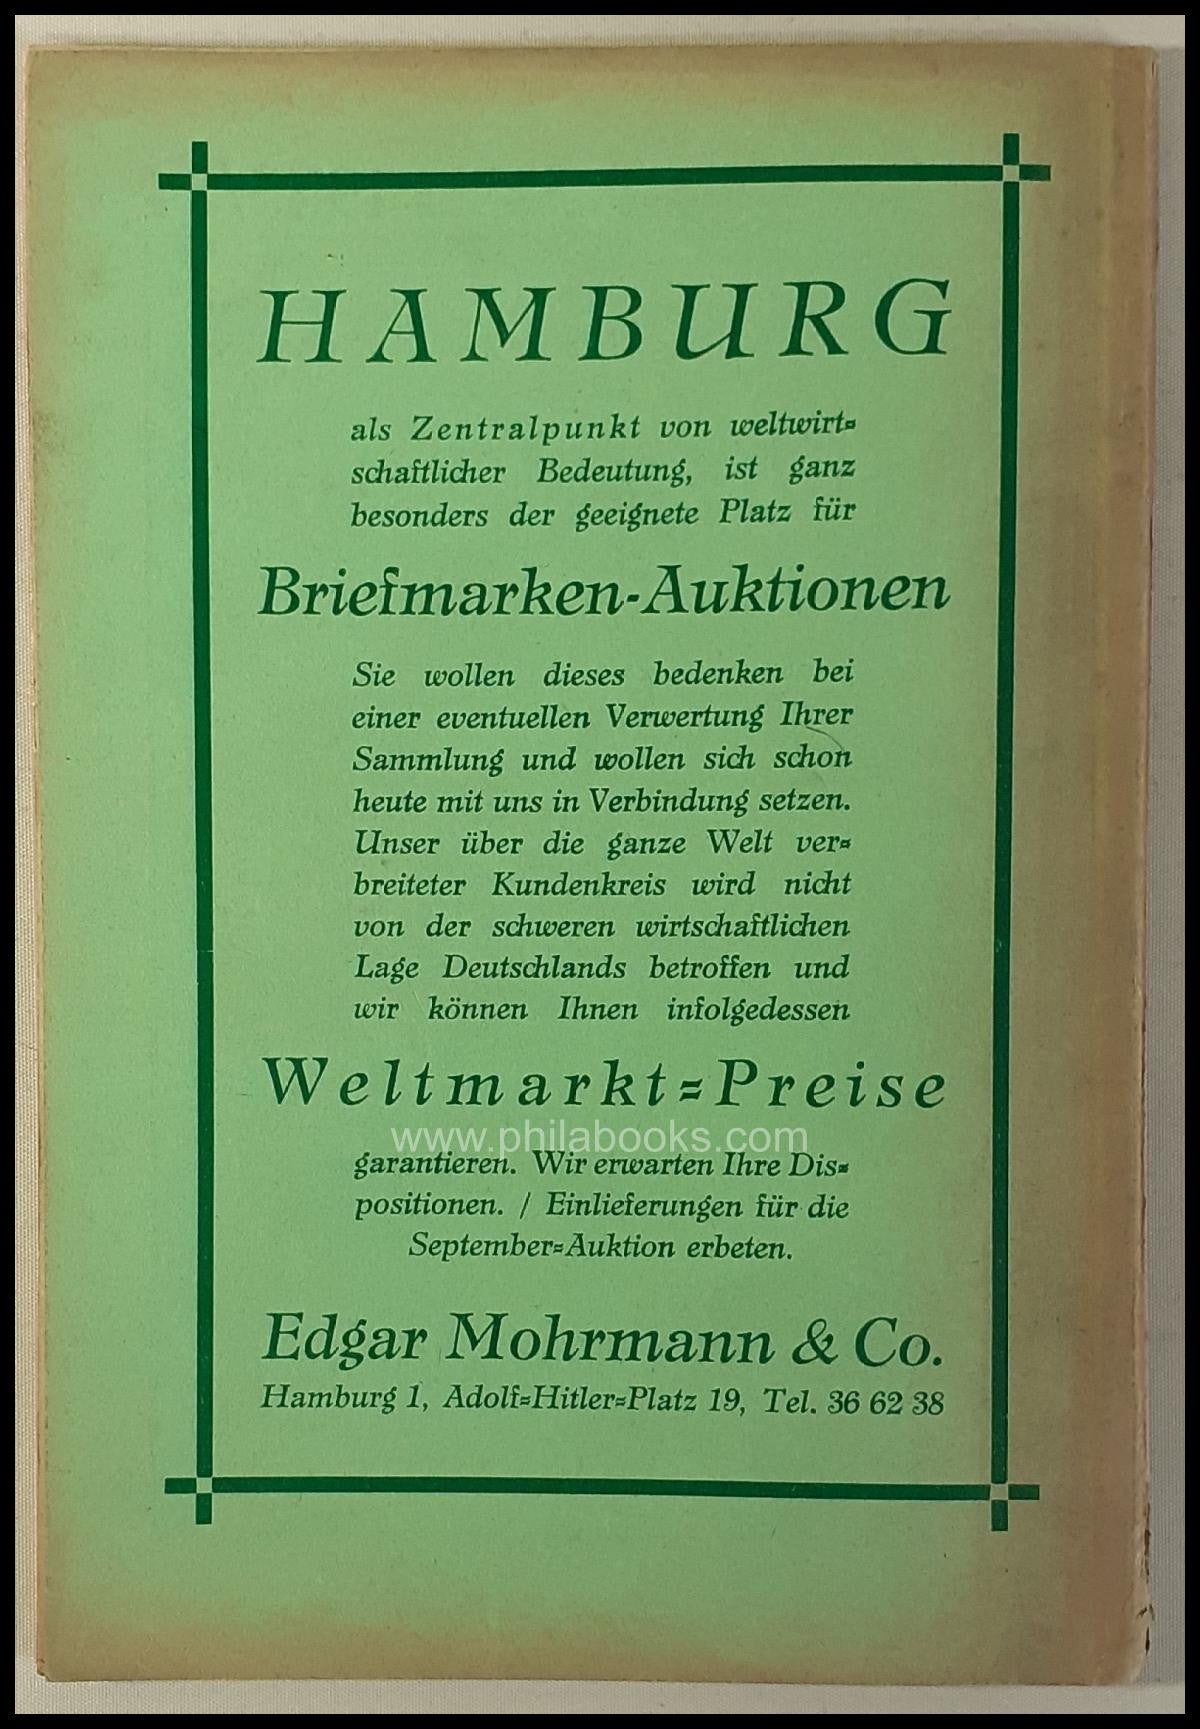 HAMBURG
als Zentralpunkt von weltwirt=
schaftlicher Bedeutung, ist ganz
besonders der geeignete Platz für
Briefmarken-Auktionen
Sie wollen dieses bedenken bei
einer eventuellen Verwertung Ihrer
Sammlung und wollen sich schon
heute mit uns in Verbindung setzen.
Unser über die ganze Welt ver=
breiteter Kundenkreis wird nicht
von der schweren wirtschaftlichen
Lage Deutschlands betroffen und
wir können Ihnen infolgedessen
Weltmarkt=Preise
www.philabooks.com
garantieren. Wir erwarten Ihre Dis=
positionen. / Einlieferungen für die
September=Auktion erbeten.
Edgar Mohrmann & Co.
Hamburg 1, Adolf=Hitler=Platz 19, Tel. 36 62 38